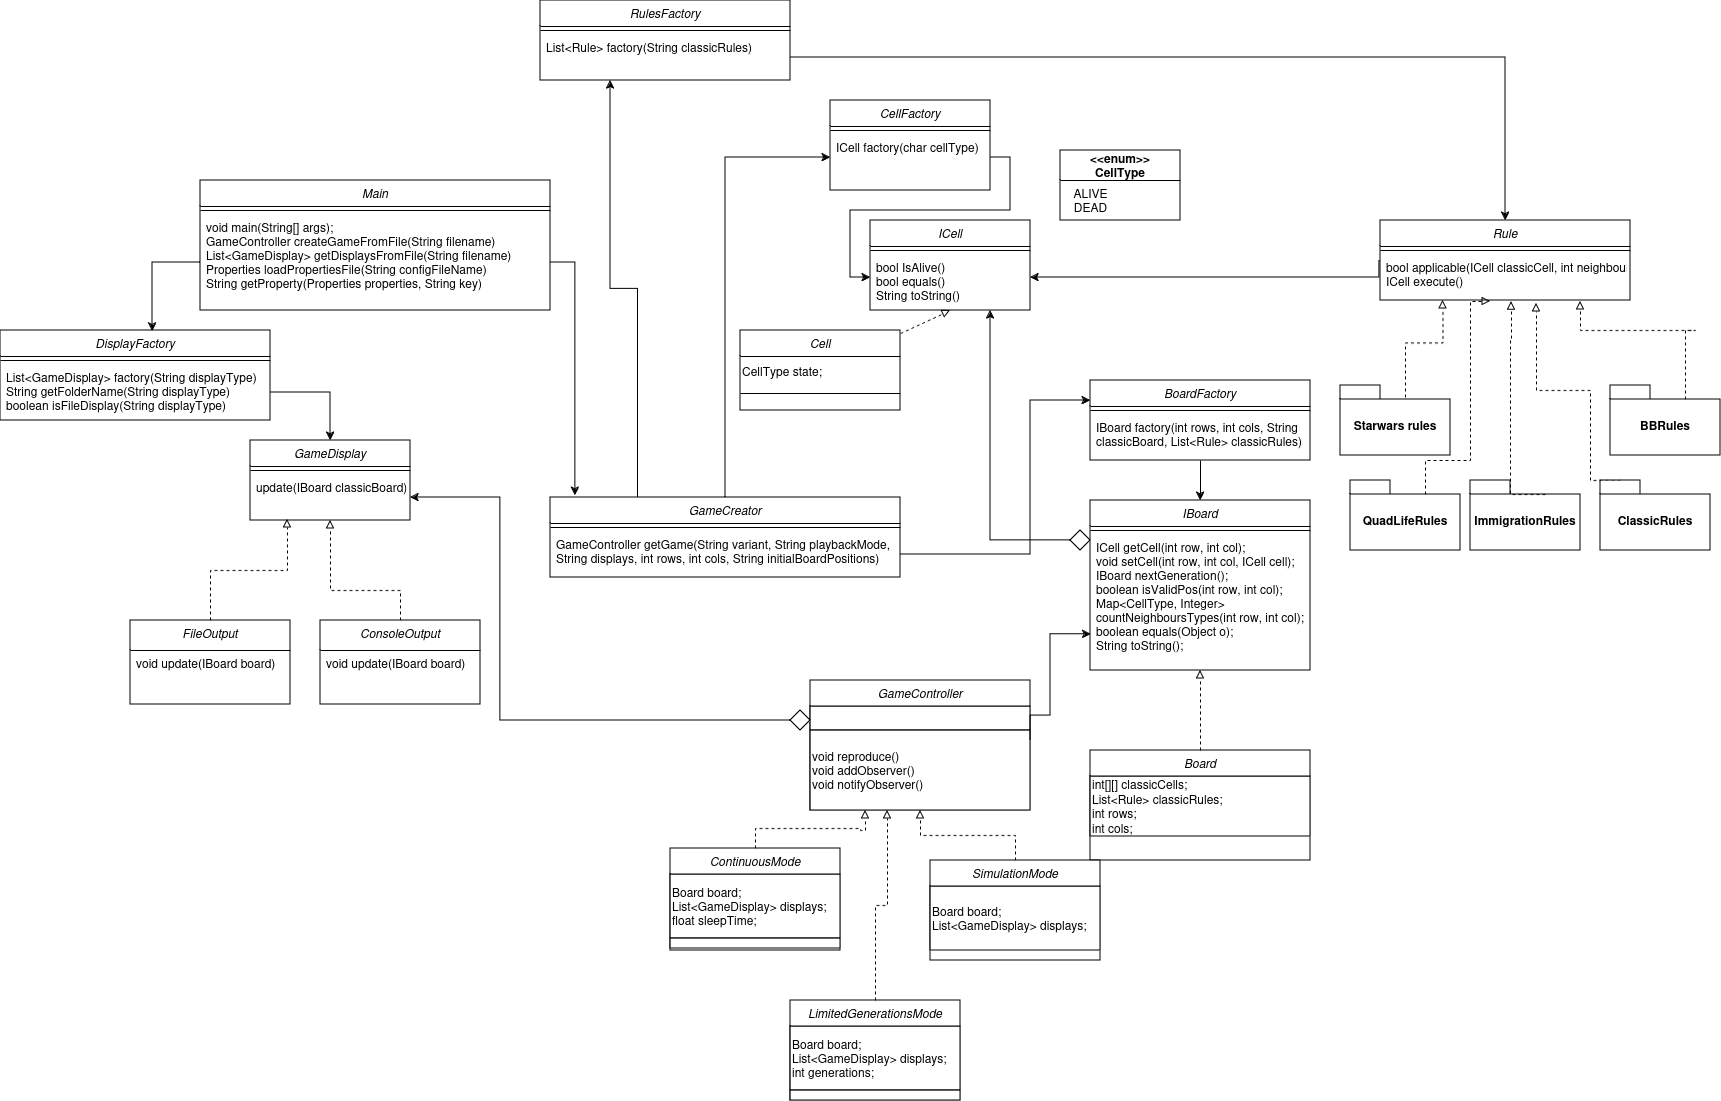 RulesFactory
List<Rule> factory(String classicRules)
CellFactory
ICell factory(char cellType)
<<enum>>
CellType
ALIVE
DEAD
Main
void main(String[] args);
GameController createGameFromFile(String filename)
List<GameDisplay> getDisplaysFromFile(String filename)
Properties loadPropertiesFile(String configFileName)
String getProperty(Properties properties, String key)
ICell
bool IsAlive()
bool equals()
String toString()
Rule
bool applicable(ICell classicCell, int neighbou
ICell execute()
DisplayFactory
List<GameDisplay> factory(String displayType)
String getFolderName(String displayType)
boolean isFileDisplay(String displayType)
Cell
CellType state;
BoardFactory
IBoard factory(int rows, int cols, String
classicBoard, List<Rule> classicRules)
Starwars rules
BBRules
GameDisplay
update(IBoard classicBoard)
GameCreator
GameController getGame(String variant, String playbackMode,
String displays, int rows, int cols, String initialBoardPositions)
IBoard
ICell getCell(int row, int col);
void setCell(int row, int col, ICell cell);
IBoard nextGeneration();
boolean isValidPos(int row, int col);
Map<CellType, Integer>
countNeighboursTypes(int row, int col);
boolean equals(Object o);
String toString();
QuadLifeRules
ImmigrationRules
ClassicRules
FileOutput
void update(IBoard board)
ConsoleOutput
void update(IBoard board)
GameController
void reproduce()
void addObserver()
void notifyObserver()
Board
int[][] classicCells;
List<Rule> classicRules;
int rows;
int cols;
ContinuousMode
Board board;
List<GameDisplay> displays;
float sleepTime;
SimulationMode
Board board;
List<GameDisplay> displays;
LimitedGenerationsMode
Board board;
List<GameDisplay> displays;
int generations;